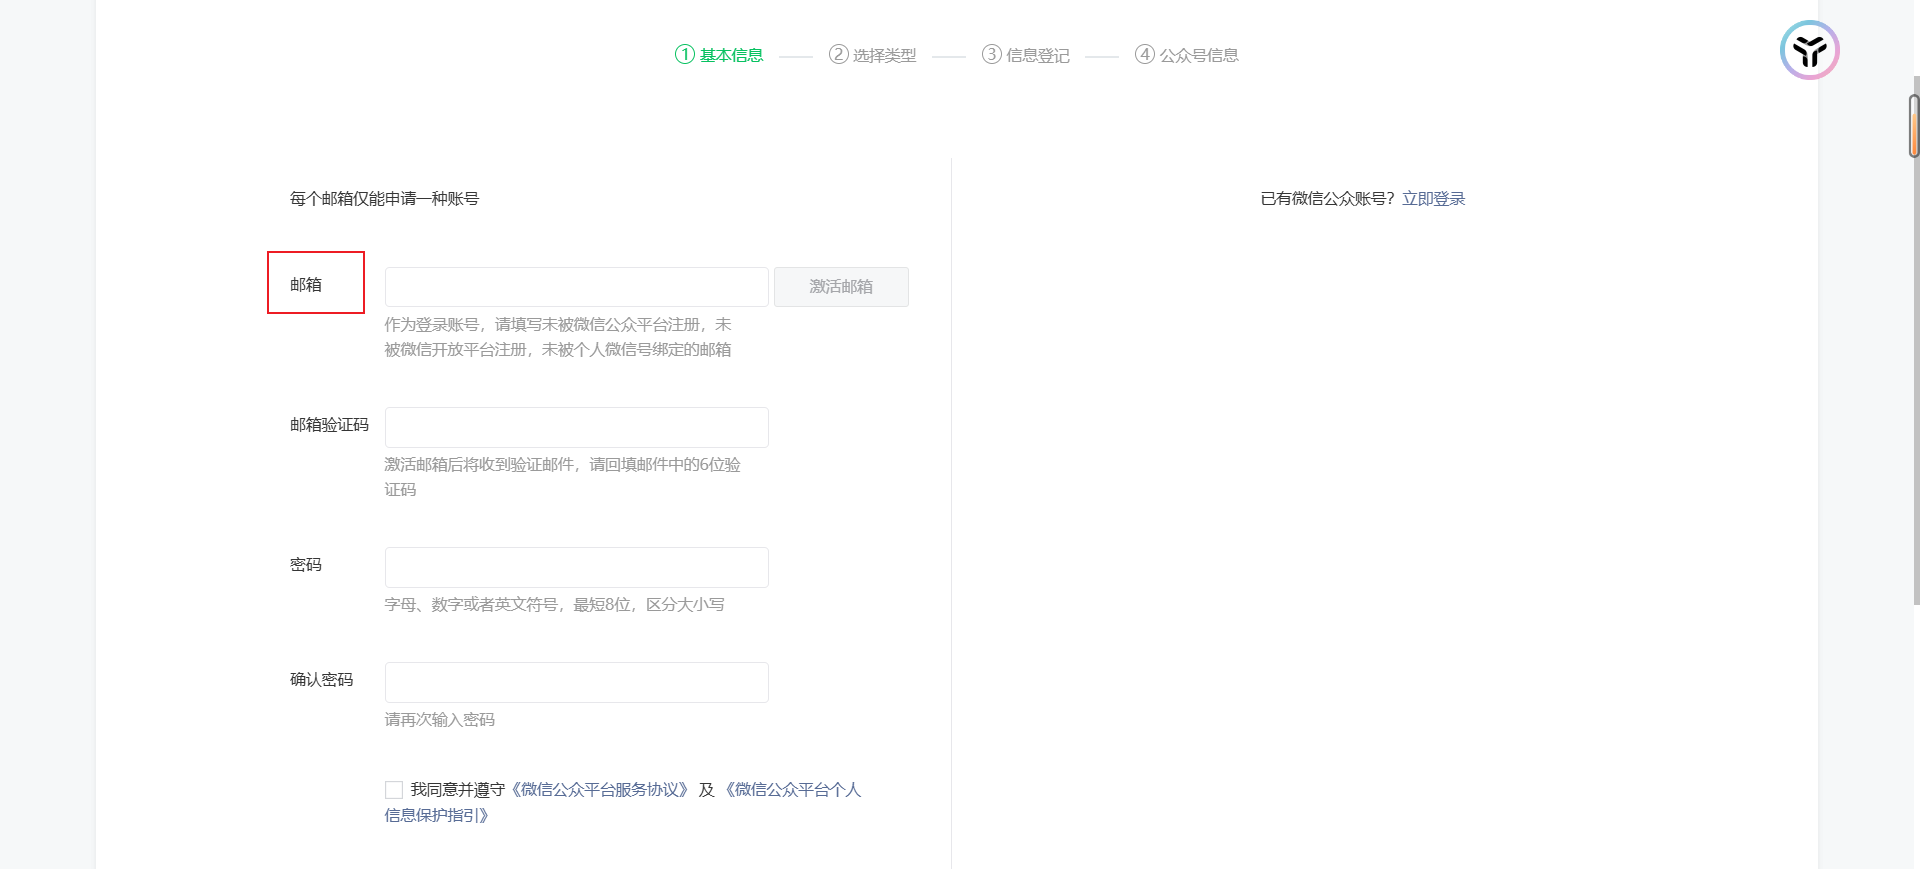 ① 基本信息 ② 选择类型 ③ 信息登记 ④ 公众号信息
每个邮箱仅能申请一种账号
已有微信公众账号？立即登录
邮箱
激活邮箱
作为登录账号，请填写未被微信公众平台注册，未
被微信开放平台注册，未被个人微信号绑定的邮箱
邮箱验证码
激活邮箱后将收到验证邮件，请回填邮件中的6位验
证码
密码
字母、数字或者英文符号，最短8位，区分大小写
确认密码
请再次输入密码
我同意并遵守《微信公众平台服务协议》 及 《微信公众平台个人
信息保护指引》